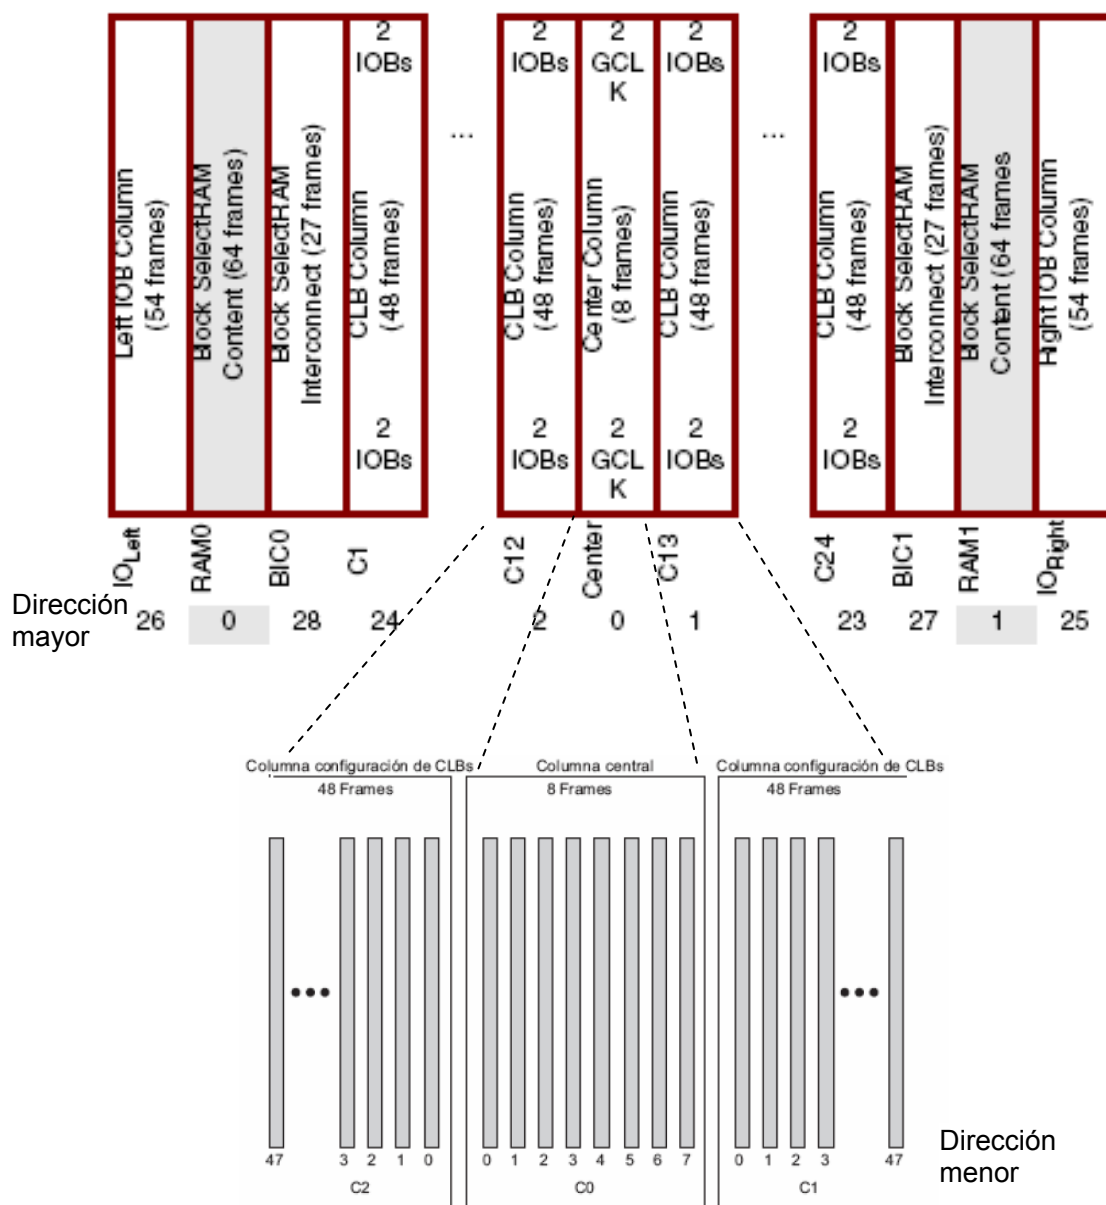 2
IOBs
2
IOBs
2
GCL
K
2
IOBs
2
IOBs
...
...
Left IOB Column
(54 frames)
Block SelectRAM
Content (64 frames)
Block SelectRAM
Interconnect (27 frames)
CLB Column
(48 frames)
CLB Column
(48 frames)
Center Column
(8 frames)
CLB Column
(48 frames)
CLB Column
(48 frames)
Block SelectRAM
Interconnect (27 frames)
Block SelectRAM
Content (64 frames
Right IOB Column
(54 frames)
2
IOBs
2
IOBs
2
GCL
K
2
IOBs
2
IOBs
IOLeft
RAM0
BIC0
C1
C12
Center
C13
C24
BIC1
RAM1
IORight
Dirección
mayor
26 0 28 24 2 0 1 23 27 1 25
Columna configuración de CLBs
48 Frames
Columna central
8 Frames
Columna configuración de CLBs
48 Frames
47 ... 3 2 1 0
0 1 2 3 4 5 6 7
0 1 2 3 ... 47
C2
C0
C1
Dirección
menor